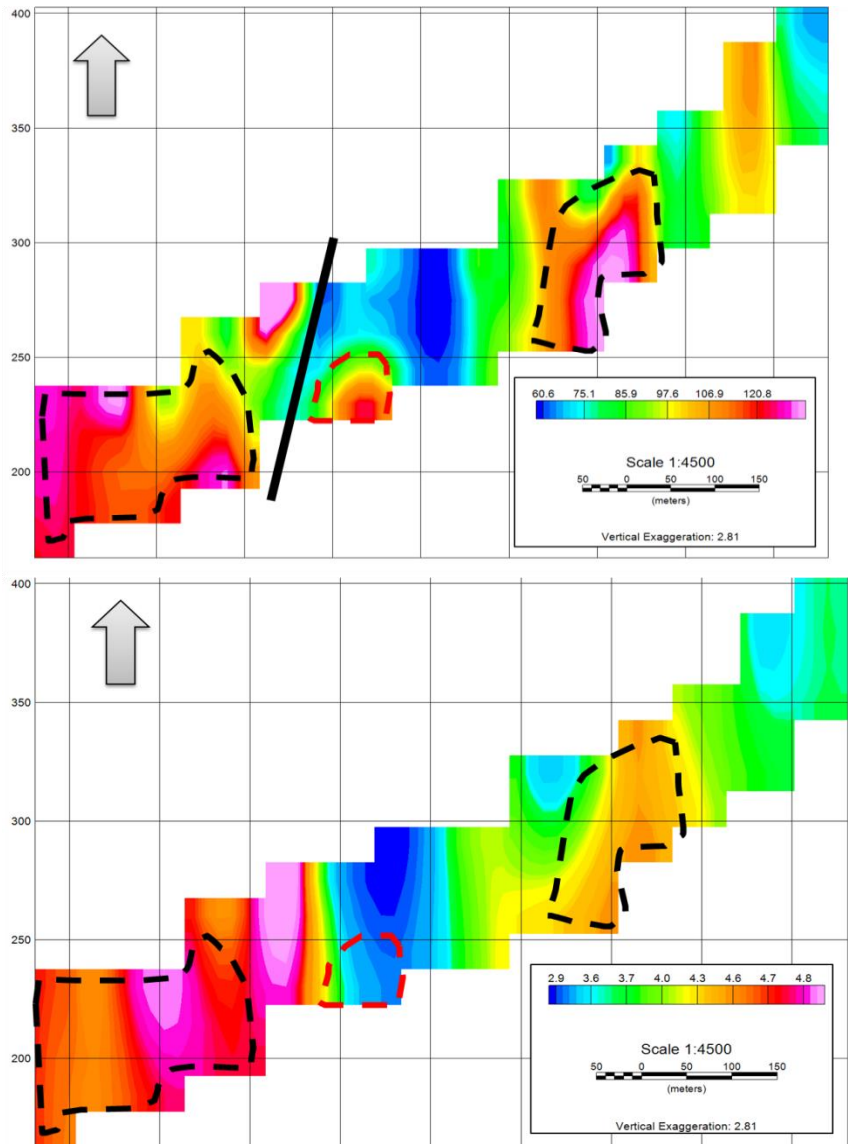 400
350
300
250
200
60.6 75.1 85.9 97.6 106.9 120.8
Scale 1:4500
50 0 50 100 150
(meters)
Vertical Exaggeration: 2.81
400
350
300
250
200
2.9 3.6 3.7 4.0 4.3 4.6 4.7 4.8
Scale 1:4500
50 0 50 100 150
(meters)
Vertical Exaggeration: 2.81